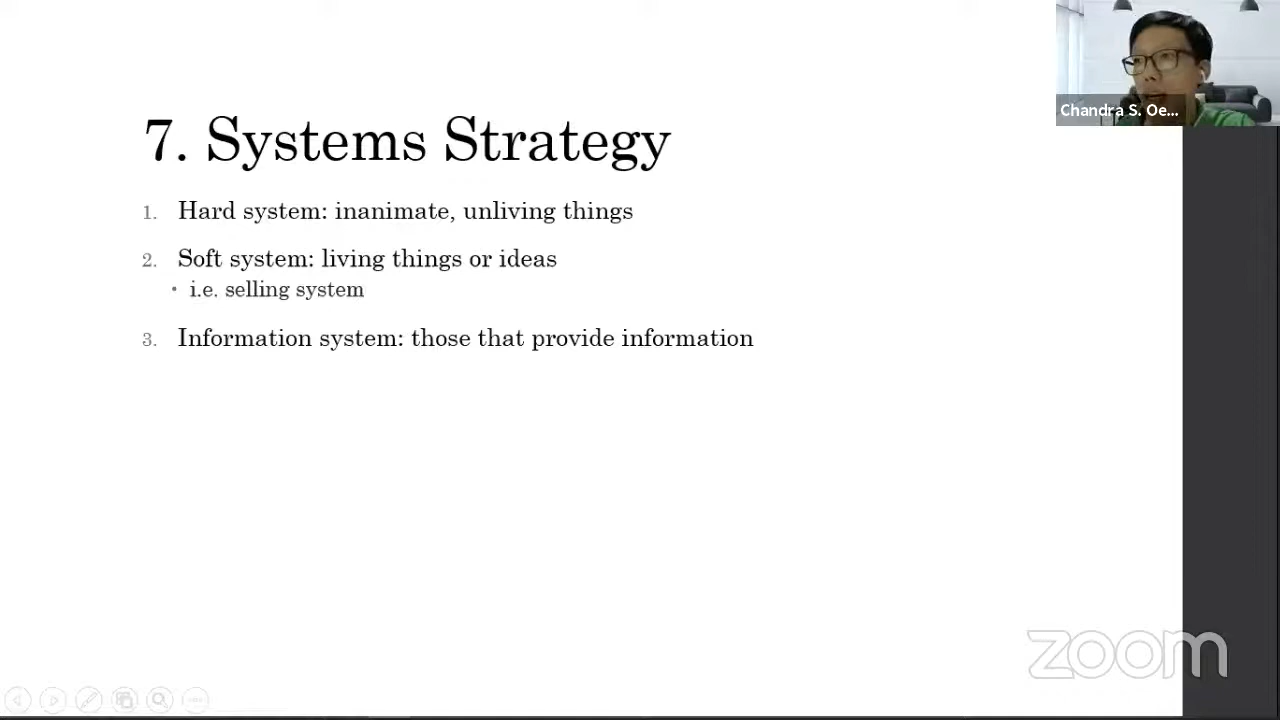 7. Systems Strategy
1. Hard system: inanimate, unliving things
2. Soft system: living things or ideas
• i.e. selling system
3. Information system: those that provide information
Chandra S. Oe...
zoom